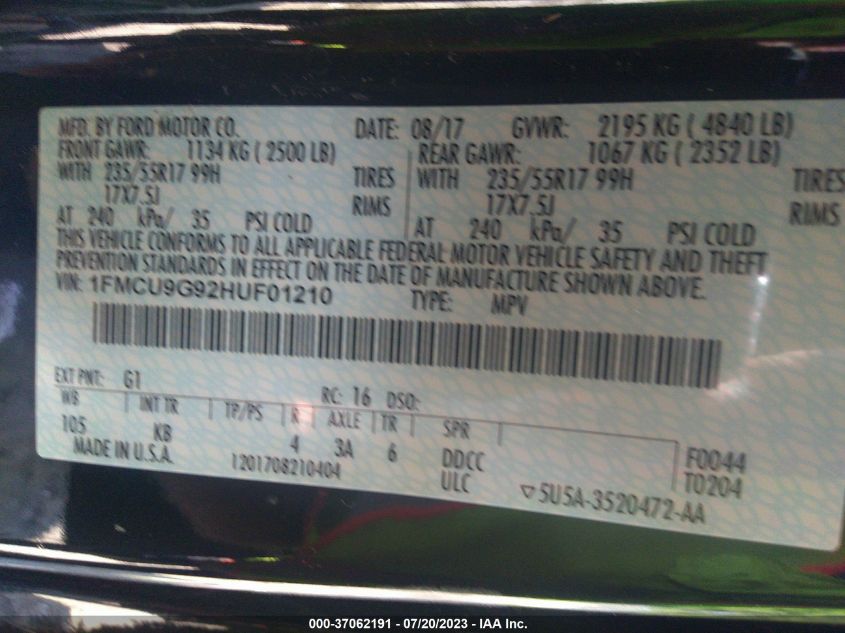 MFD. BY FORD MOTOR CO. DATE: 08/17 GVWR: 2195 KG ( 4840 LB)
FRONT GAWR: 1134 KG ( 2500 LB) REAR GAWR: 1067 KG ( 2352 LB)
WITH 235/55R17 99H TIRES WITH 235/55R17 99H TIRES
17X7.5J RIMS 17X7.5J RIMS
AT 240 kPa/ 35 PSI COLD AT 240 kPa/ 35 PSI COLD
THIS VEHICLE CONFORMS TO ALL APPLICABLE FEDERAL MOTOR VEHICLE SAFETY AND THEFT
PREVENTION STANDARDS IN EFFECT ON THE DATE OF MANUFACTURE SHOWN ABOVE.
VIN: 1FMCU9G92HUF01210 TYPE: MPV
EXT PNT: G1 RC: 16 DSO:
WB INT TR TP/PS R AXLE TR SPR
105 KB 4 3A 6 DDCC F0044
MADE IN U.S.A. 1201708210404 ULC T0204
▽5U5A-3520472-AA
000-37062191 - 07/20/2023 - IAA Inc.